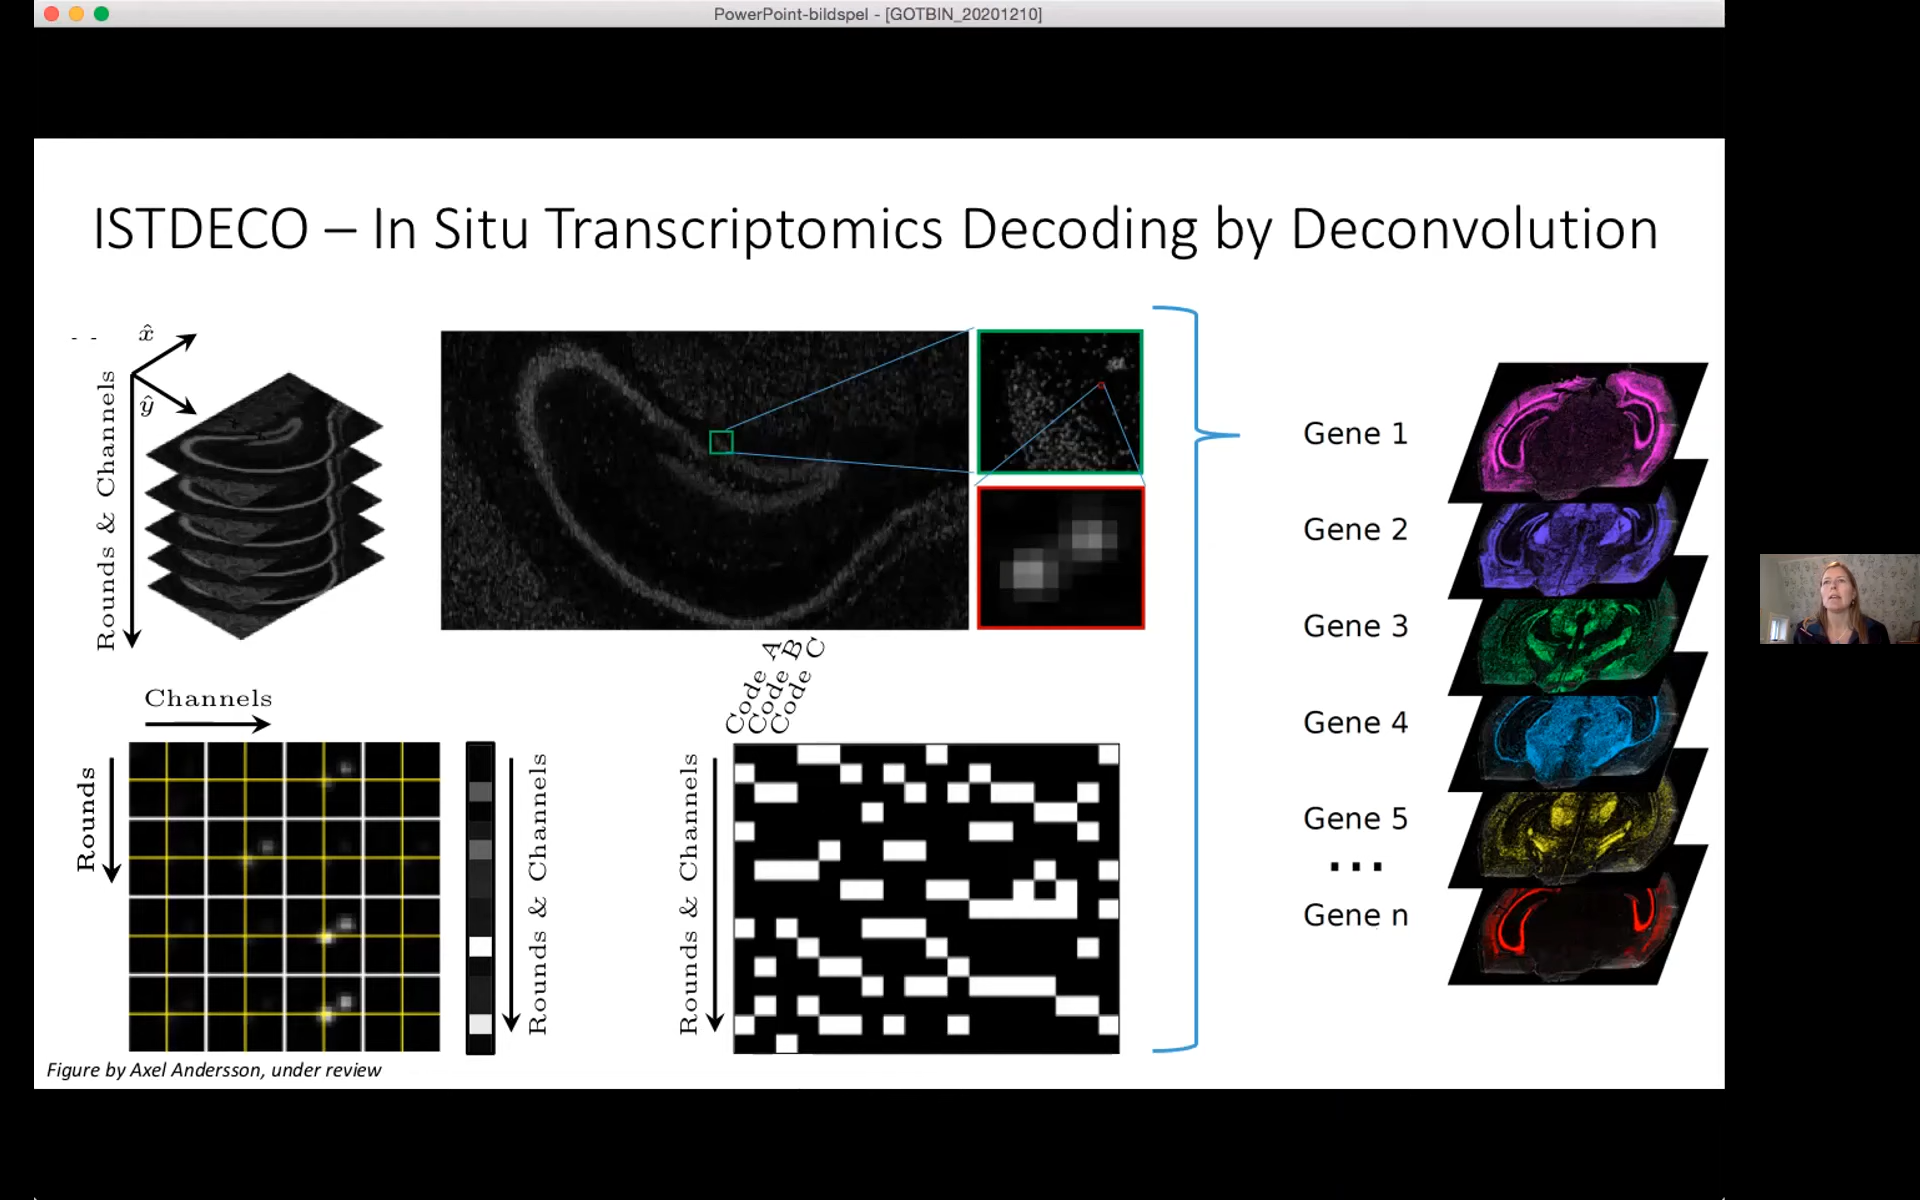 PowerPoint-bildspel - [GOTBIN_20201210]
ISTDECO – In Situ Transcriptomics Decoding by Deconvolution
x̂
ŷ
Rounds & Channels
Channels
Rounds
Rounds & Channels
Code A
Code B
Code C
Rounds & Channels
Gene 1
Gene 2
Gene 3
Gene 4
Gene 5
...
Gene n
Figure by Axel Andersson, under review